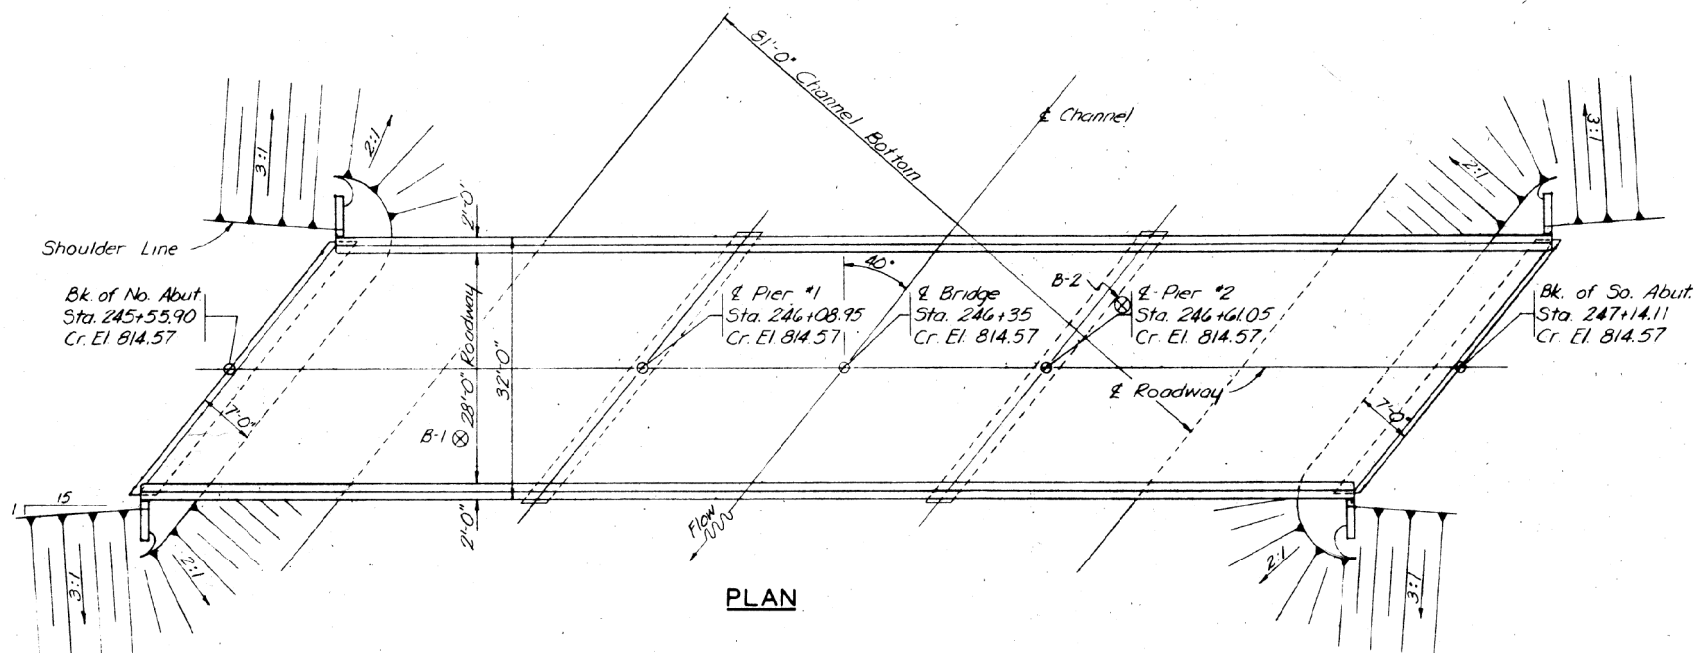 81'-0" Channel Bottom
℄ Channel
3:1
2:1
2'-0"
2:1
3:1
Shoulder Line
40°
B-2
Bk. of No. Abut.
Sta. 245+55.90
Cr. El. 814.57
℄ Pier #1
Sta. 246+08.95
Cr. El. 814.57
℄ Bridge
Sta. 246+35
Cr. El. 814.57
℄ Pier #2
Sta. 246+61.05
Cr. El. 814.57
Bk. of So. Abut.
Sta. 247+14.11
Cr. El. 814.57
28'-0" Roadway
32'-0"
℄ Roadway
7'-0"
B-1
7'-0"
1
15
2'-0"
Flow
3:1
2:1
2:1
3:1
PLAN